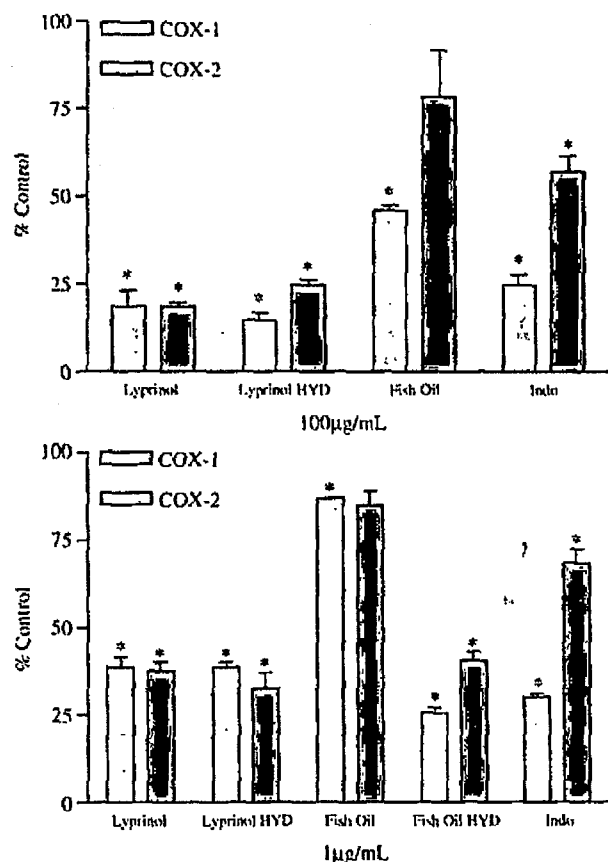 100
COX-1
COX-2
75
% Control
50
25
0
* * * * * * *
Lyprinol Lyprinol HYD Fish Oil Indo
100µg/mL
100
COX-1
COX-2
75
% Control
50
25
0
* * * * * * * * *
Lyprinol Lyprinol HYD Fish Oil Fish Oil HYD Indo
1µg/mL